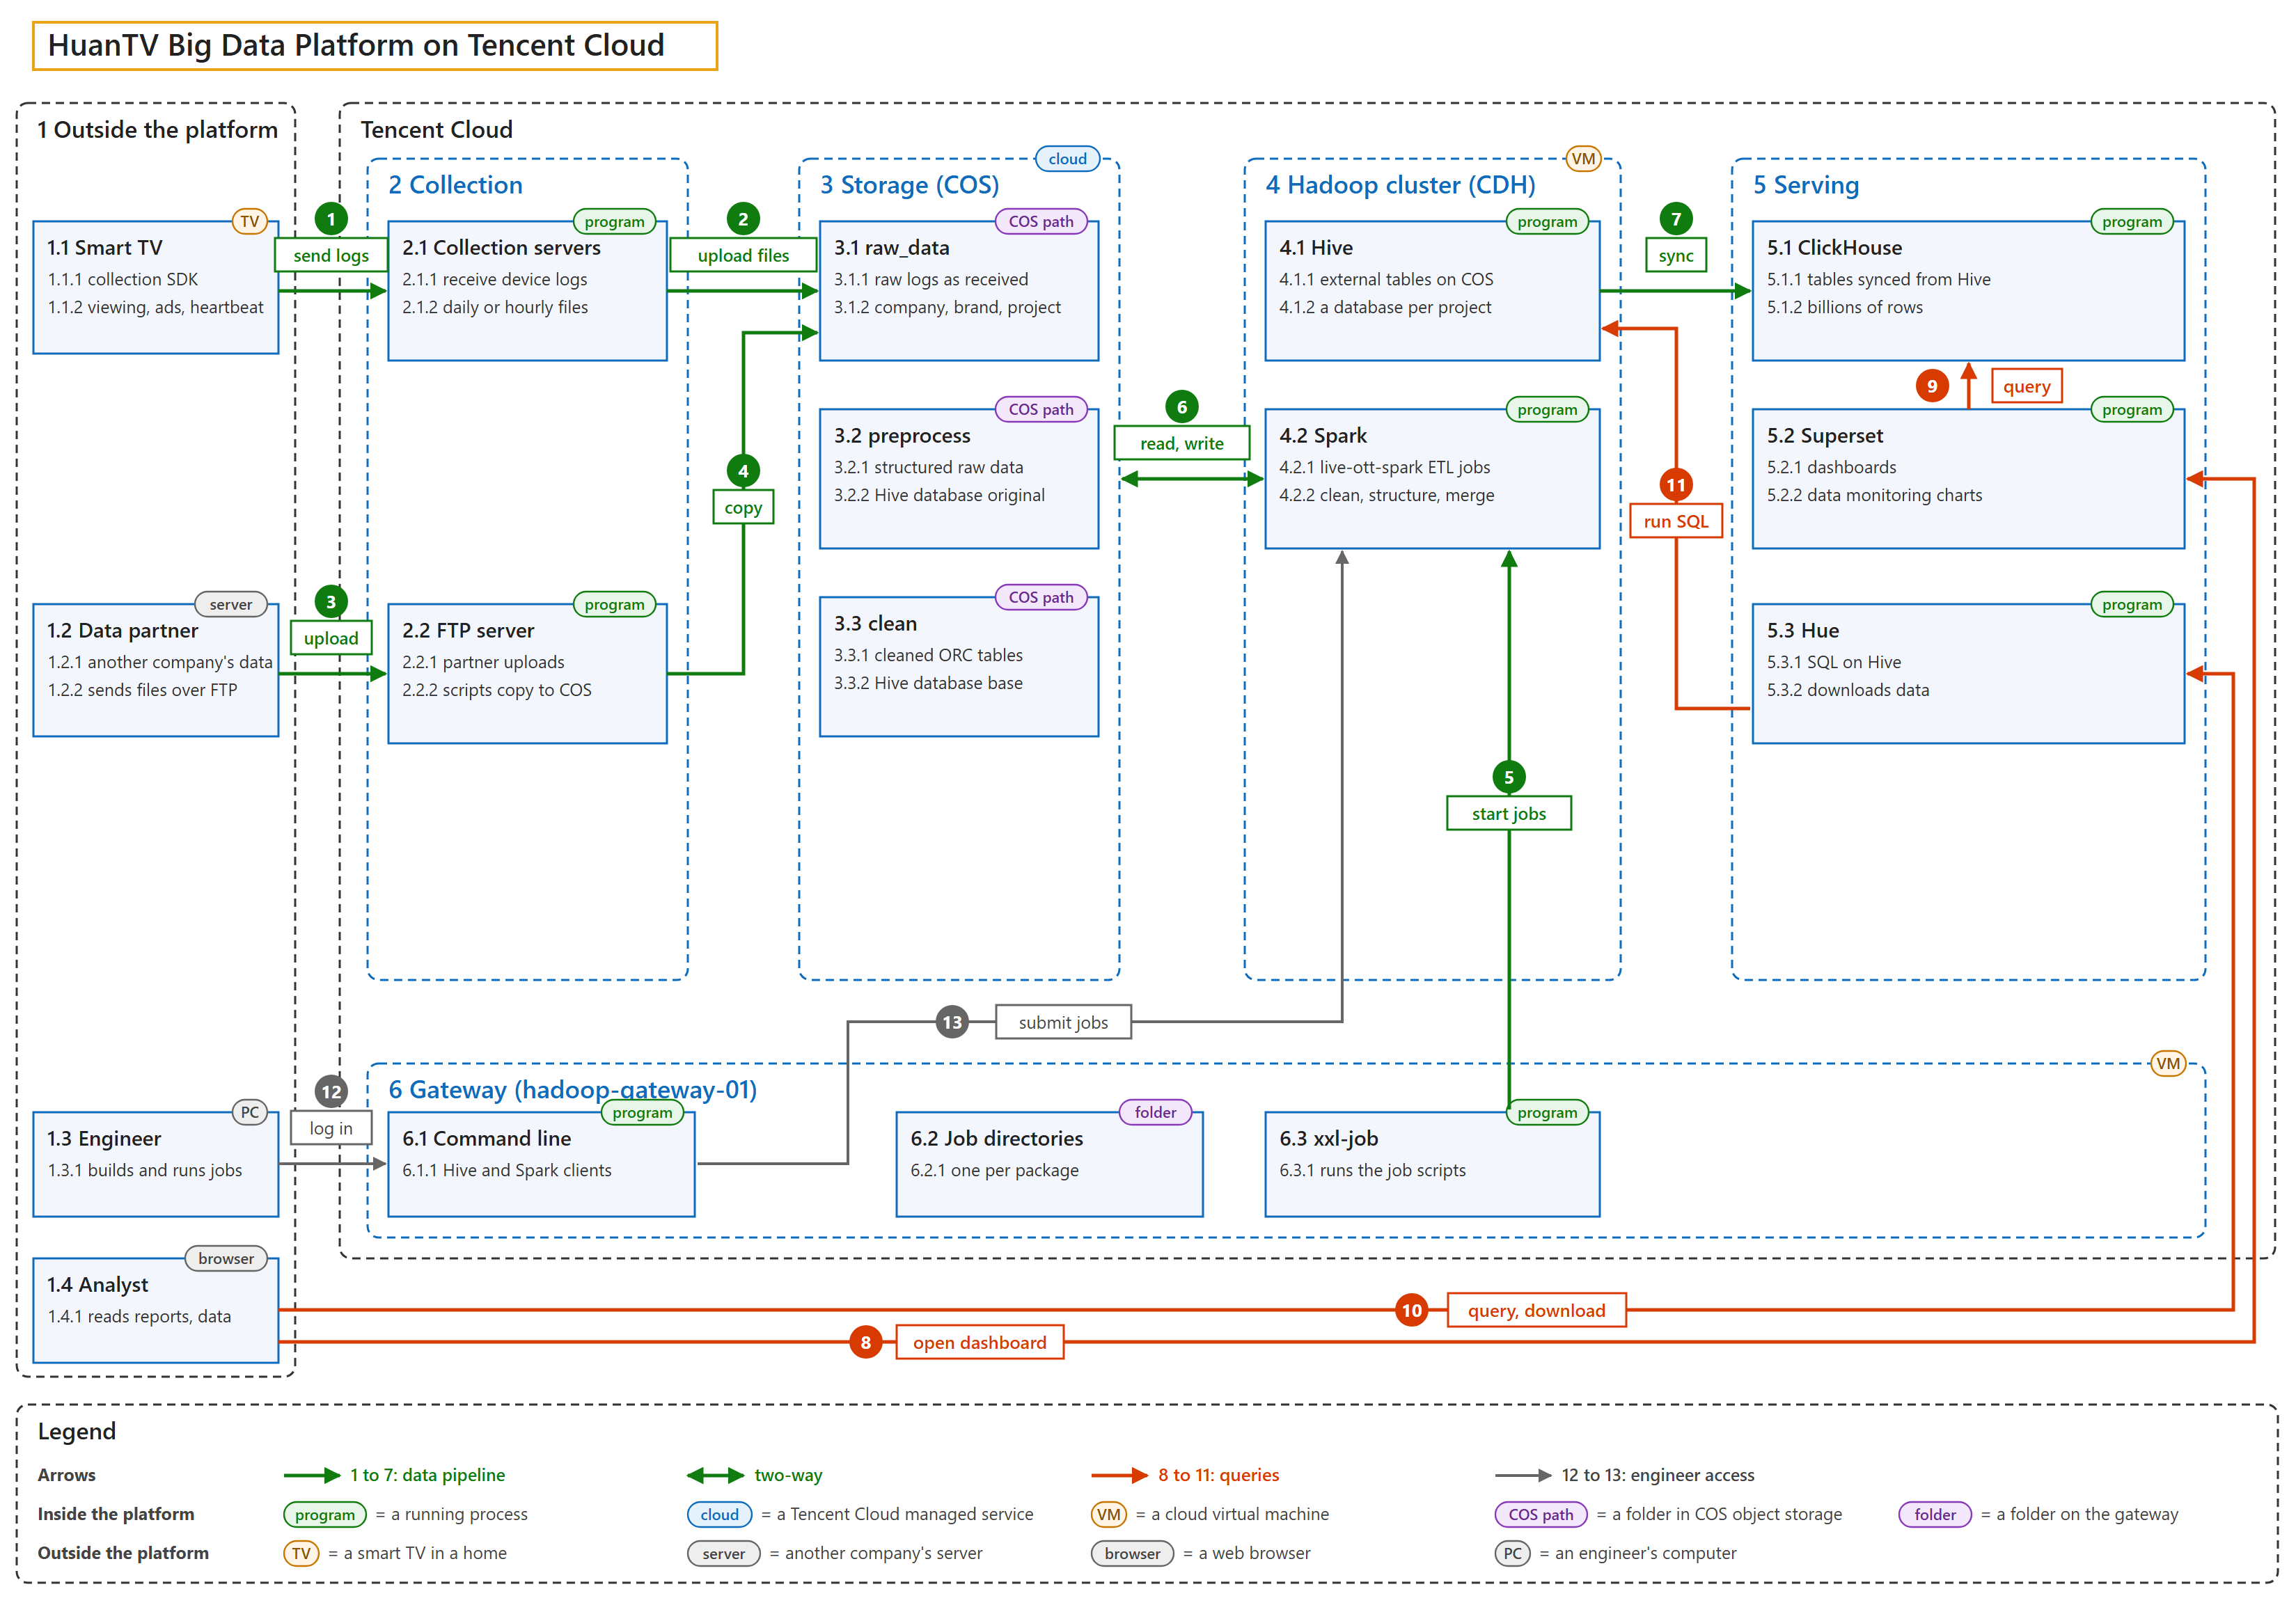 HuanTV Big Data Platform on Tencent Cloud
1 Outside the platform
Tencent Cloud
cloud
VM
2 Collection
3 Storage (COS)
4 Hadoop cluster (CDH)
5 Serving
TV
1.1 Smart TV
1.1.1 collection SDK
1.1.2 viewing, ads, heartbeat
1
send logs
program
2.1 Collection servers
2.1.1 receive device logs
2.1.2 daily or hourly files
2
upload files
COS path
3.1 raw_data
3.1.1 raw logs as received
3.1.2 company, brand, project
program
4.1 Hive
4.1.1 external tables on COS
4.1.2 a database per project
7
sync
program
5.1 ClickHouse
5.1.1 tables synced from Hive
5.1.2 billions of rows
9
query
4
copy
COS path
3.2 preprocess
3.2.1 structured raw data
3.2.2 Hive database original
6
read, write
program
4.2 Spark
4.2.1 live-ott-spark ETL jobs
4.2.2 clean, structure, merge
11
run SQL
program
5.2 Superset
5.2.1 dashboards
5.2.2 data monitoring charts
server
1.2 Data partner
1.2.1 another company's data
1.2.2 sends files over FTP
3
upload
program
2.2 FTP server
2.2.1 partner uploads
2.2.2 scripts copy to COS
COS path
3.3 clean
3.3.1 cleaned ORC tables
3.3.2 Hive database base
program
5.3 Hue
5.3.1 SQL on Hive
5.3.2 downloads data
5
start jobs
13
submit jobs
VM
6 Gateway (hadoop-gateway-01)
PC
1.3 Engineer
1.3.1 builds and runs jobs
12
log in
program
6.1 Command line
6.1.1 Hive and Spark clients
folder
6.2 Job directories
6.2.1 one per package
program
6.3 xxl-job
6.3.1 runs the job scripts
browser
1.4 Analyst
1.4.1 reads reports, data
10
query, download
8
open dashboard
Legend
Arrows
1 to 7: data pipeline
two-way
8 to 11: queries
12 to 13: engineer access
Inside the platform
program = a running process
cloud = a Tencent Cloud managed service
VM = a cloud virtual machine
COS path = a folder in COS object storage
folder = a folder on the gateway
Outside the platform
TV = a smart TV in a home
server = another company's server
browser = a web browser
PC = an engineer's computer